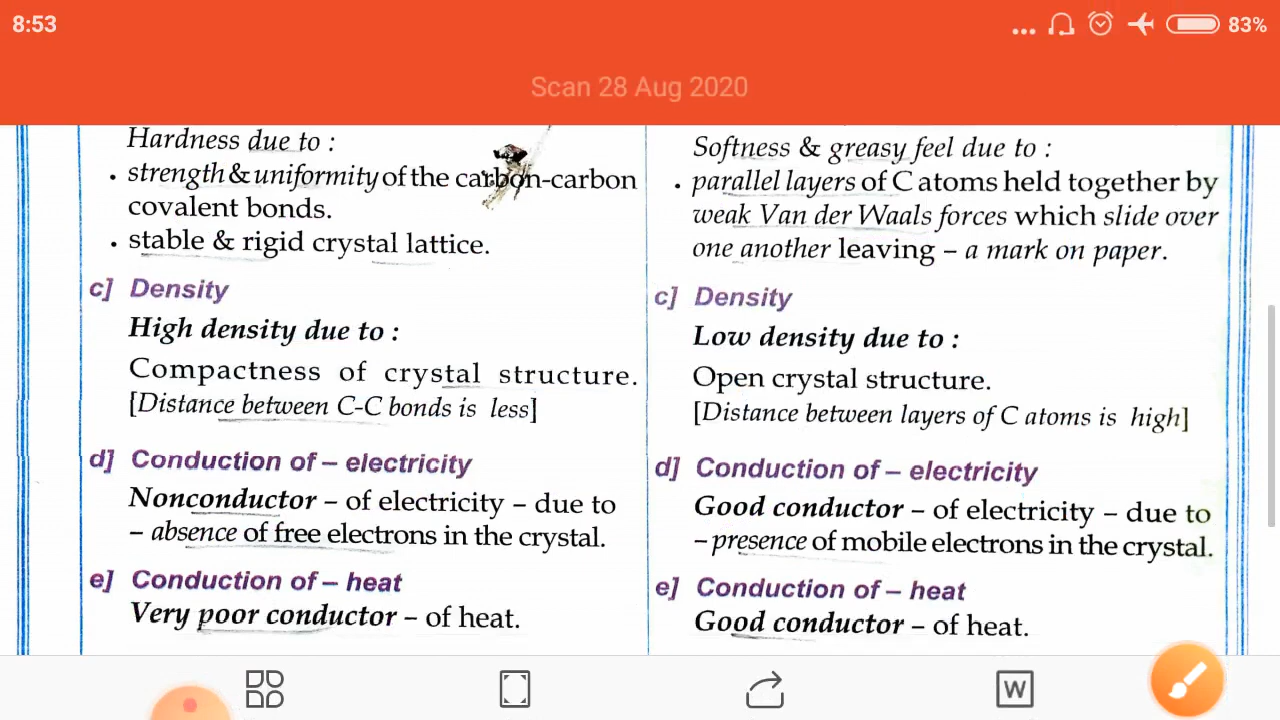 8:53
83%
Scan 28 Aug 2020
Hardness due to :
• strength & uniformity of the carbon-carbon
covalent bonds.
• stable & rigid crystal lattice.
c] Density
High density due to :
Compactness of crystal structure.
[Distance between C-C bonds is less]
d] Conduction of – electricity
Nonconductor – of electricity – due to
– absence of free electrons in the crystal.
e] Conduction of – heat
Very poor conductor – of heat.
Softness & greasy feel due to :
• parallel layers of C atoms held together by
weak Van der Waals forces which slide over
one another leaving – a mark on paper.
c] Density
Low density due to :
Open crystal structure.
[Distance between layers of C atoms is high]
d] Conduction of – electricity
Good conductor – of electricity – due to
– presence of mobile electrons in the crystal.
e] Conduction of – heat
Good conductor – of heat.
W